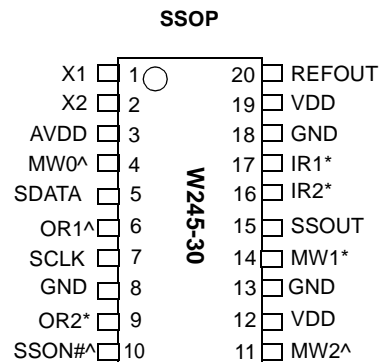 SSOP
X1 1 20 REFOUT
X2 2 19 VDD
AVDD 3 18 GND
MW0^ 4 17 IR1*
SDATA 5 16 IR2*
OR1^ 6 15 SSOUT
SCLK 7 14 MW1*
GND 8 13 GND
OR2* 9 12 VDD
SSON#^ 10 11 MW2^
W245-30